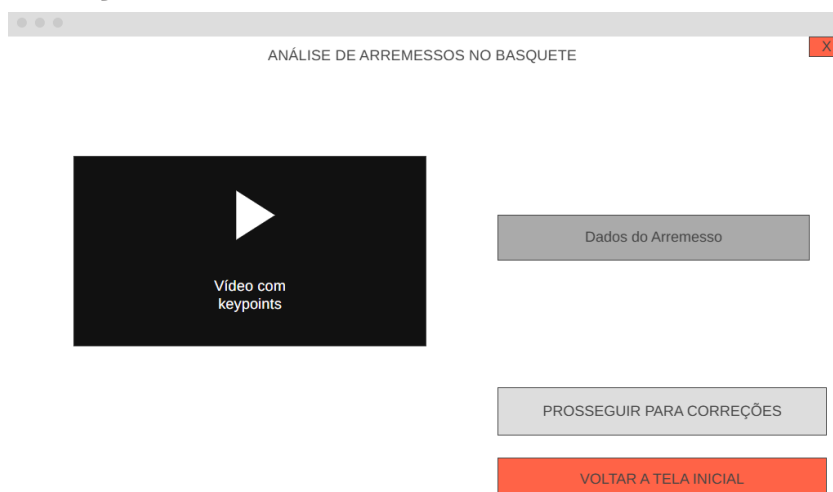 ANÁLISE DE ARREMESSOS NO BASQUETE
X
Vídeo com
keypoints
Dados do Arremesso
PROSSEGUIR PARA CORREÇÕES
VOLTAR A TELA INICIAL